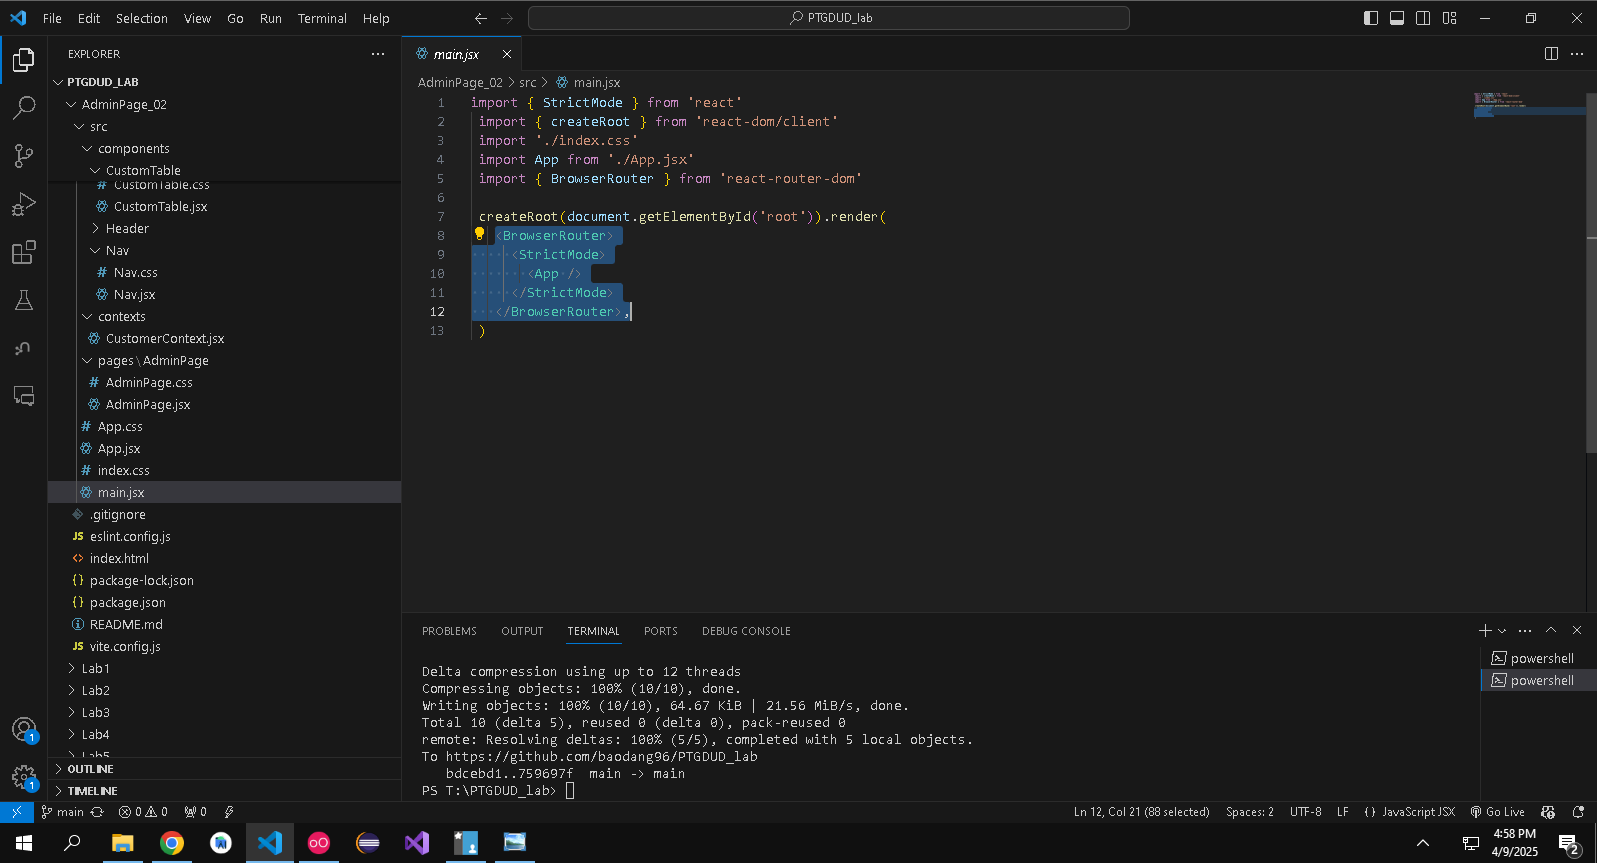 File Edit Selection View Go Run Terminal Help
PTGDUD_lab
EXPLORER
PTGDUD_LAB
AdminPage_02
src
components
CustomTable
CustomTable.css
CustomTable.jsx
Header
Nav
Nav.css
Nav.jsx
contexts
CustomerContext.jsx
pages\AdminPage
AdminPage.css
AdminPage.jsx
App.css
App.jsx
index.css
main.jsx
.gitignore
eslint.config.js
index.html
package-lock.json
package.json
README.md
vite.config.js
Lab1
Lab2
Lab3
Lab4
Lab5
OUTLINE
TIMELINE
main.jsx
AdminPage_02 > src > main.jsx
1 import { StrictMode } from 'react'
2 import { createRoot } from 'react-dom/client'
3 import './index.css'
4 import App from './App.jsx'
5 import { BrowserRouter } from 'react-router-dom'
6
7 createRoot(document.getElementById('root')).render(
8 <BrowserRouter>
9 <StrictMode>
10 <App />
11 </StrictMode>
12 </BrowserRouter>,
13 )
PROBLEMS OUTPUT TERMINAL PORTS DEBUG CONSOLE
Delta compression using up to 12 threads
Compressing objects: 100% (10/10), done.
Writing objects: 100% (10/10), 64.67 KiB | 21.56 MiB/s, done.
Total 10 (delta 5), reused 0 (delta 0), pack-reused 0
remote: Resolving deltas: 100% (5/5), completed with 5 local objects.
To https://github.com/baodang96/PTGDUD_lab
bdcebd1..759697f main -> main
PS T:\PTGDUD_lab>
powershell
powershell
1
1
main 0 0 0
Ln 12, Col 21 (88 selected) Spaces: 2 UTF-8 LF {} JavaScript JSX Go Live
4:58 PM
4/9/2025
2